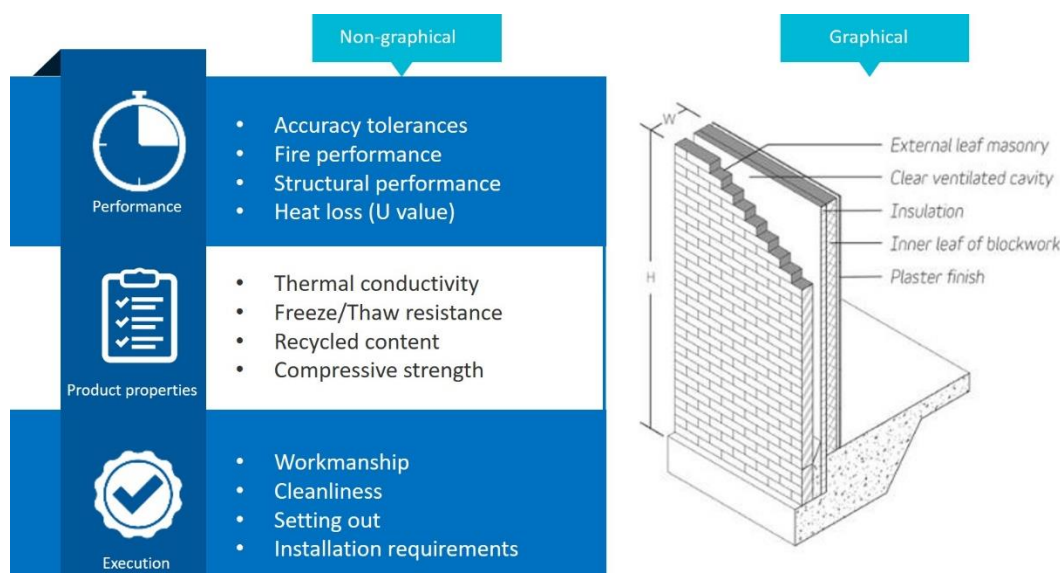 Non-graphical
Graphical
Performance
• Accuracy tolerances
• Fire performance
• Structural performance
• Heat loss (U value)
Product properties
• Thermal conductivity
• Freeze/Thaw resistance
• Recycled content
• Compressive strength
Execution
• Workmanship
• Cleanliness
• Setting out
• Installation requirements
W
H
External leaf masonry
Clear ventilated cavity
Insulation
Inner leaf of blockwork
Plaster finish